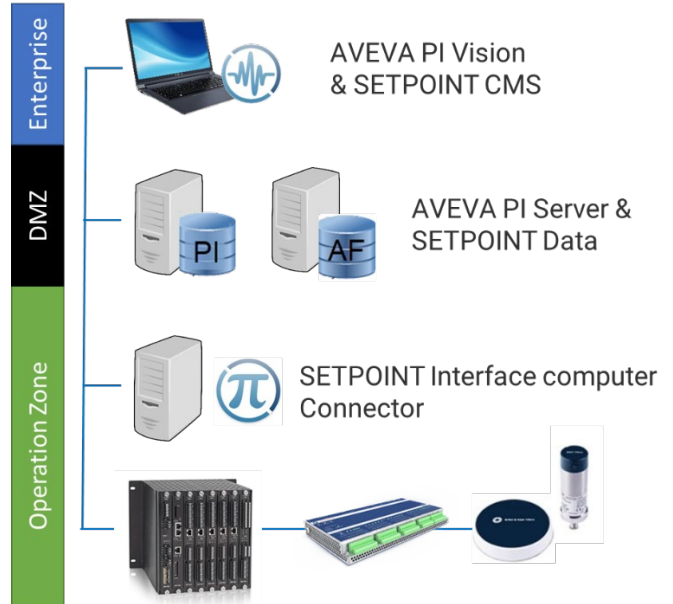 Enterprise
AVEVA PI Vision
& SETPOINT CMS
DMZ
PI
AF
AVEVA PI Server &
SETPOINT Data
Operation Zone
π
SETPOINT Interface computer
Connector